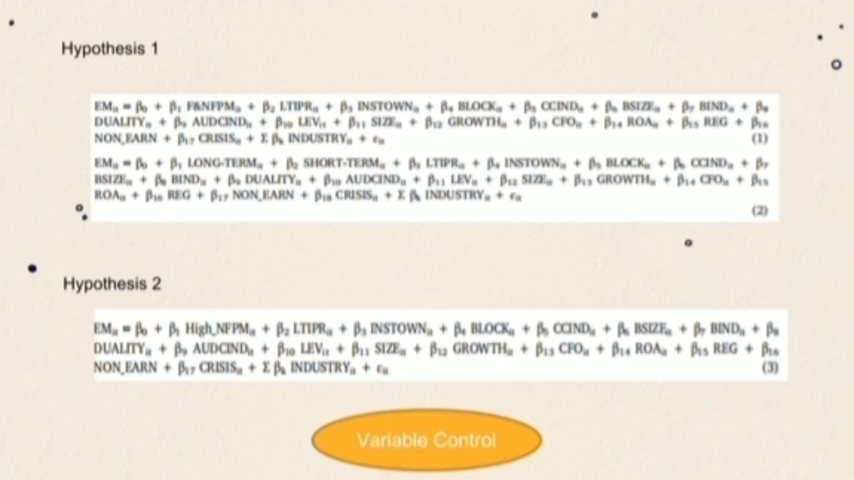 Hypothesis 1
EMᵢₜ = β₀ + β₁ F&NFPMᵢₜ + β₂ LTIPRᵢₜ + β₃ INSTOWNᵢₜ + β₄ BLOCKᵢₜ + β₅ CCINDᵢₜ + β₆ BSIZEᵢₜ + β₇ BINDᵢₜ + β₈
DUALITYᵢₜ + β₉ AUDCINDᵢₜ + β₁₀ LEVᵢₜ + β₁₁ SIZEᵢₜ + β₁₂ GROWTHᵢₜ + β₁₃ CFOᵢₜ + β₁₄ ROAᵢₜ + β₁₅ REG + β₁₆
NON_EARN + β₁₇ CRISISᵢₜ + Σ βₖ INDUSTRYᵢₜ + εᵢₜ (1)
EMᵢₜ = β₀ + β₁ LONG-TERMᵢₜ + β₂ SHORT-TERMᵢₜ + β₃ LTIPRᵢₜ + β₄ INSTOWNᵢₜ + β₅ BLOCKᵢₜ + β₆ CCINDᵢₜ + β₇
BSIZEᵢₜ + β₈ BINDᵢₜ + β₉ DUALITYᵢₜ + β₁₀ AUDCINDᵢₜ + β₁₁ LEVᵢₜ + β₁₂ SIZEᵢₜ + β₁₃ GROWTHᵢₜ + β₁₄ CFOᵢₜ + β₁₅
ROAᵢₜ + β₁₆ REG + β₁₇ NON_EARN + β₁₈ CRISISᵢₜ + Σ βₖ INDUSTRYᵢₜ + εᵢₜ
(2)
Hypothesis 2
EMᵢₜ = β₀ + β₁ High_NFPMᵢₜ + β₂ LTIPRᵢₜ + β₃ INSTOWNᵢₜ + β₄ BLOCKᵢₜ + β₅ CCINDᵢₜ + β₆ BSIZEᵢₜ + β₇ BINDᵢₜ + β₈
DUALITYᵢₜ + β₉ AUDCINDᵢₜ + β₁₀ LEVᵢₜ + β₁₁ SIZEᵢₜ + β₁₂ GROWTHᵢₜ + β₁₃ CFOᵢₜ + β₁₄ ROAᵢₜ + β₁₅ REG + β₁₆
NON_EARN + β₁₇ CRISISᵢₜ + Σ βₖ INDUSTRYᵢₜ + εᵢₜ (3)
Variable Control